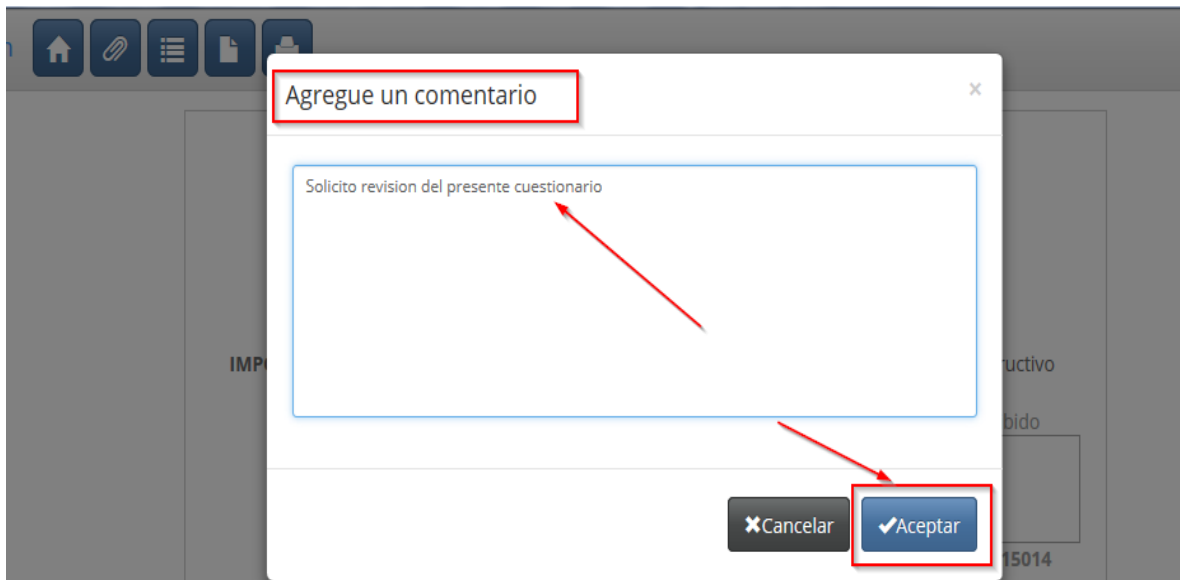 Agregue un comentario
×
Solicito revision del presente cuestionario
IMP
ructivo
bido
Cancelar
Aceptar
15014